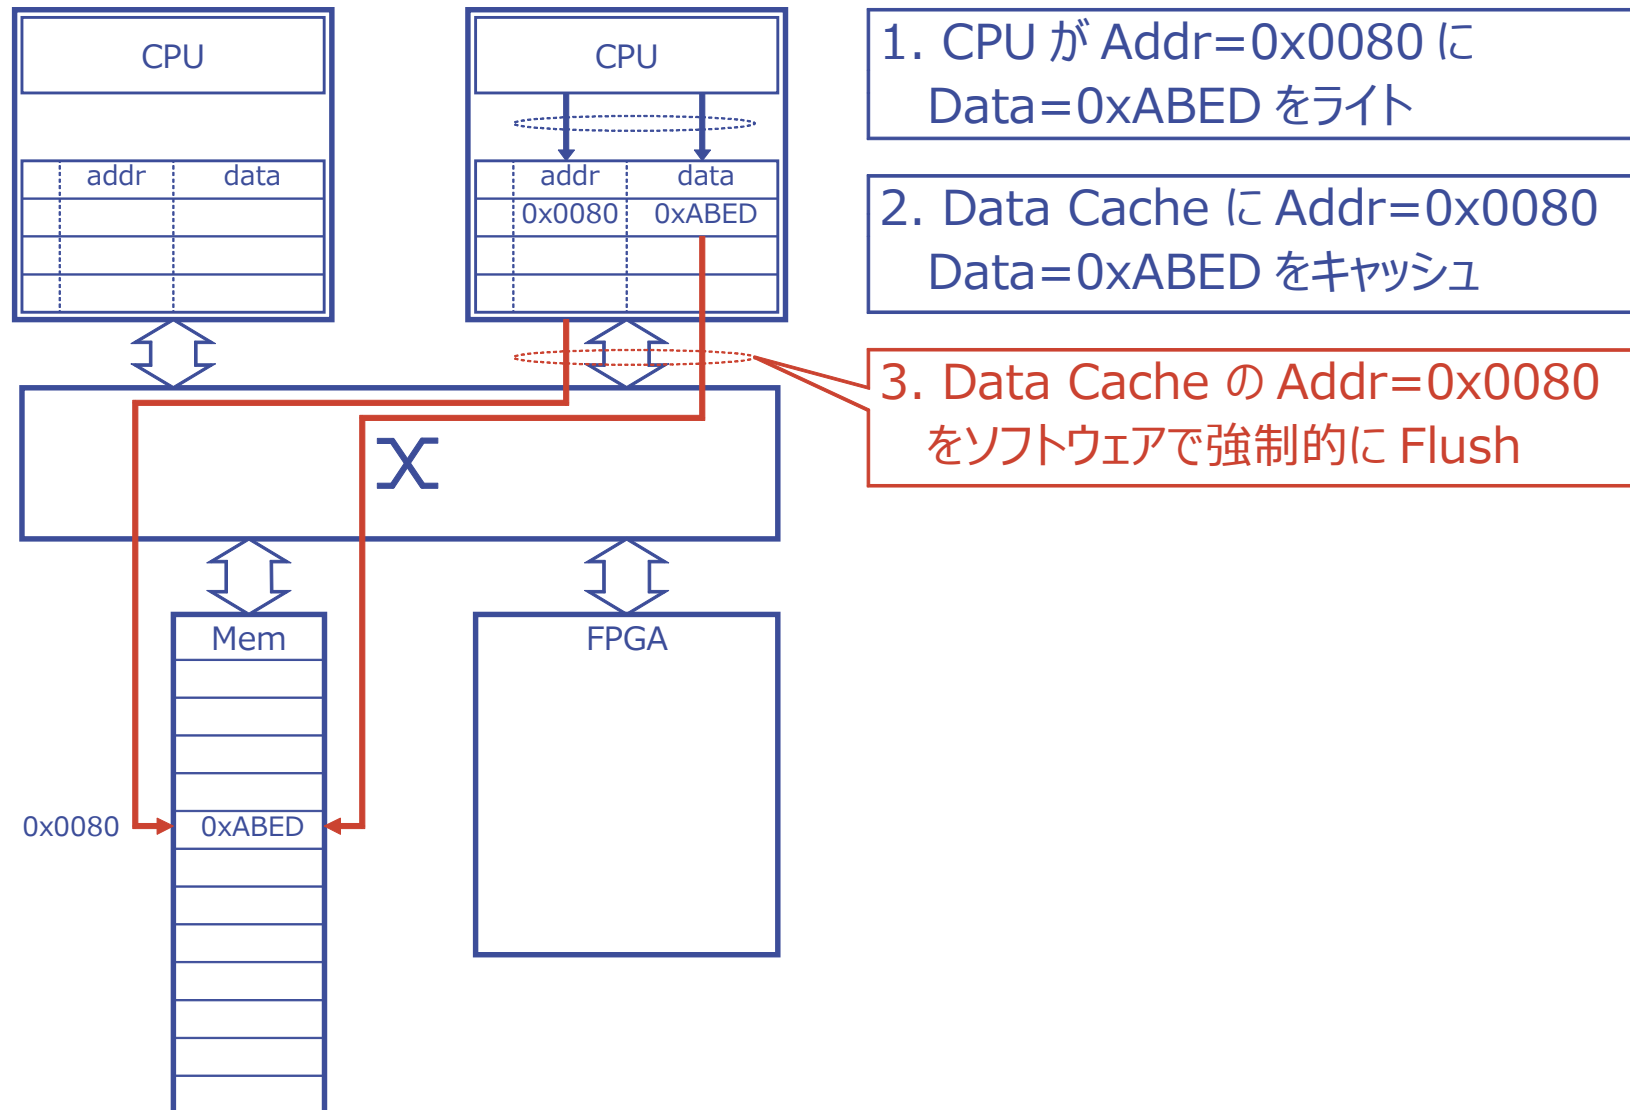 CPU
addr data
CPU
addr data
0x0080 0xABED
1. CPU が Addr=0x0080 に
Data=0xABED をライト
2. Data Cache に Addr=0x0080
Data=0xABED をキャッシュ
3. Data Cache の Addr=0x0080
をソフトウェアで強制的に Flush
Mem
0x0080 0xABED
FPGA